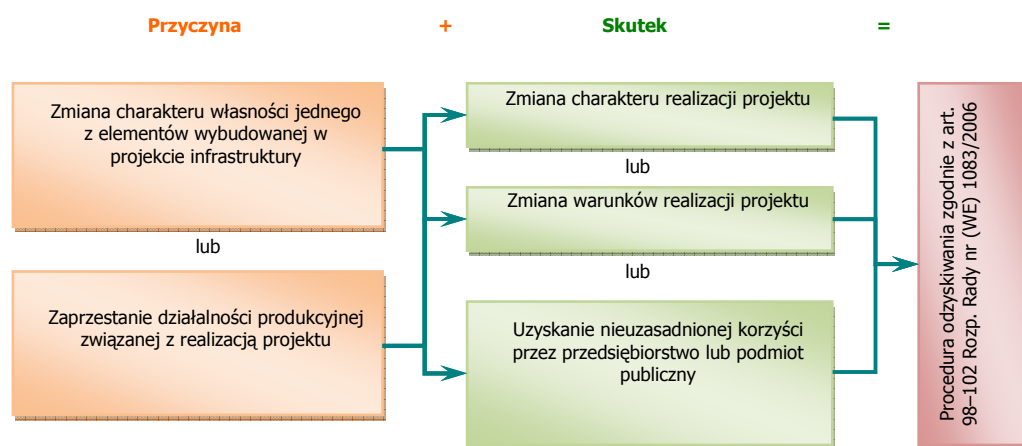 Przyczyna + Skutek =
Zmiana charakteru własności jednego
z elementów wybudowanej w
projekcie infrastruktury
lub
Zaprzestanie działalności produkcyjnej
związanej z realizacją projektu
Zmiana charakteru realizacji projektu
lub
Zmiana warunków realizacji projektu
lub
Uzyskanie nieuzasadnionej korzyści
przez przedsiębiorstwo lub podmiot
publiczny
Procedura odzyskiwania zgodnie z art.
98–102 Rozp. Rady nr (WE) 1083/2006